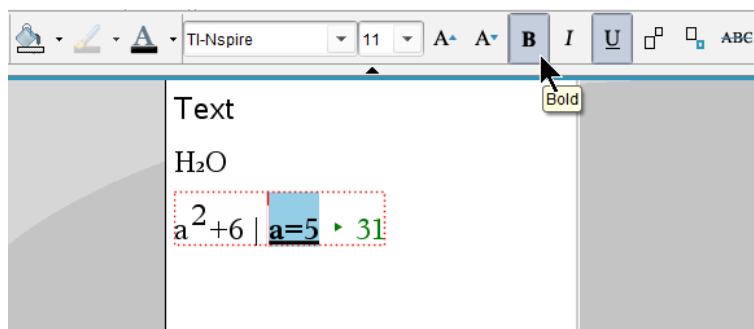 TI-Nspire 11 A A B I U ABC
Bold
Text
H₂O
a²+6 | a=5 ▸ 31